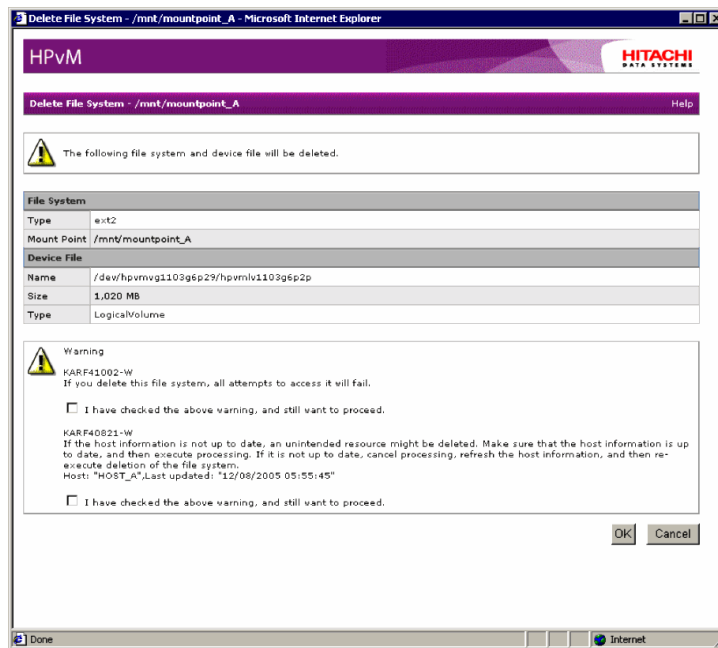 Delete File System - /mnt/mountpoint_A - Microsoft Internet Explorer
HPvM
HITACHI
DATA SYSTEMS
Delete File System - /mnt/mountpoint_A
Help
The following file system and device file will be deleted.
File System
Type ext2
Mount Point /mnt/mountpoint_A
Device File
Name /dev/hpvmvg1103g6p29/hpvmlv1103g6p2p
Size 1,020 MB
Type LogicalVolume
Warning
KARF41002-W
If you delete this file system, all attempts to access it will fail.
I have checked the above warning, and still want to proceed.
KARF40821-W
If the host information is not up to date, an unintended resource might be deleted. Make sure that the host information is up
to date, and then execute processing. If it is not up to date, cancel processing, refresh the host information, and then re-
execute deletion of the file system.
Host: "HOST_A",Last updated: "12/08/2005 05:55:45"
I have checked the above warning, and still want to proceed.
OK
Cancel
Done
Internet